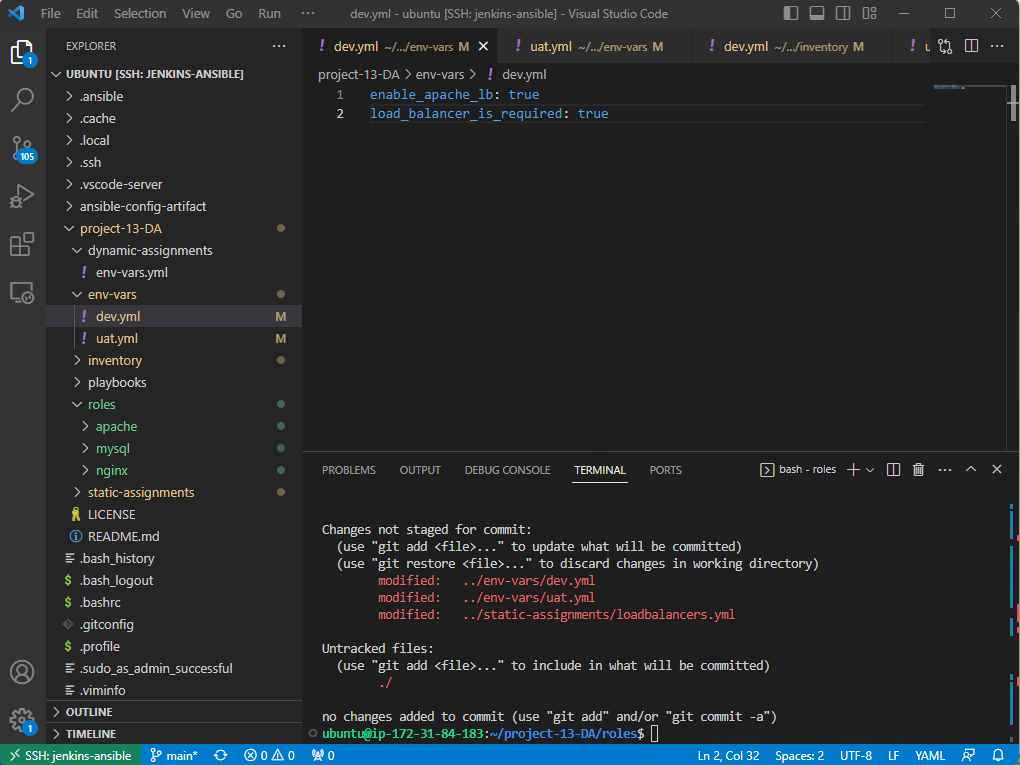 File Edit Selection View Go Run ··· dev.yml - ubuntu [SSH: jenkins-ansible] - Visual Studio Code
EXPLORER ···
UBUNTU [SSH: JENKINS-ANSIBLE]
.ansible
.cache
.local
.ssh
.vscode-server
ansible-config-artifact
project-13-DA
dynamic-assignments
! env-vars.yml
env-vars
! dev.yml M
! uat.yml M
inventory
playbooks
roles
apache
mysql
nginx
static-assignments
LICENSE
README.md
.bash_history
$ .bash_logout
$ .bashrc
.gitconfig
$ .profile
.sudo_as_admin_successful
.viminfo
OUTLINE
TIMELINE
1
105
1
! dev.yml ~/.../env-vars M ! uat.yml ~/.../env-vars M ! dev.yml ~/.../inventory M ! u
project-13-DA > env-vars > ! dev.yml
1 enable_apache_lb: true
2 load_balancer_is_required: true
PROBLEMS OUTPUT DEBUG CONSOLE TERMINAL PORTS bash - roles
Changes not staged for commit:
(use "git add <file>..." to update what will be committed)
(use "git restore <file>..." to discard changes in working directory)
modified: ../env-vars/dev.yml
modified: ../env-vars/uat.yml
modified: ../static-assignments/loadbalancers.yml
Untracked files:
(use "git add <file>..." to include in what will be committed)
./
no changes added to commit (use "git add" and/or "git commit -a")
ubuntu@ip-172-31-84-183:~/project-13-DA/roles$
SSH: jenkins-ansible main* 0 0 0 Ln 2, Col 32 Spaces: 2 UTF-8 LF YAML